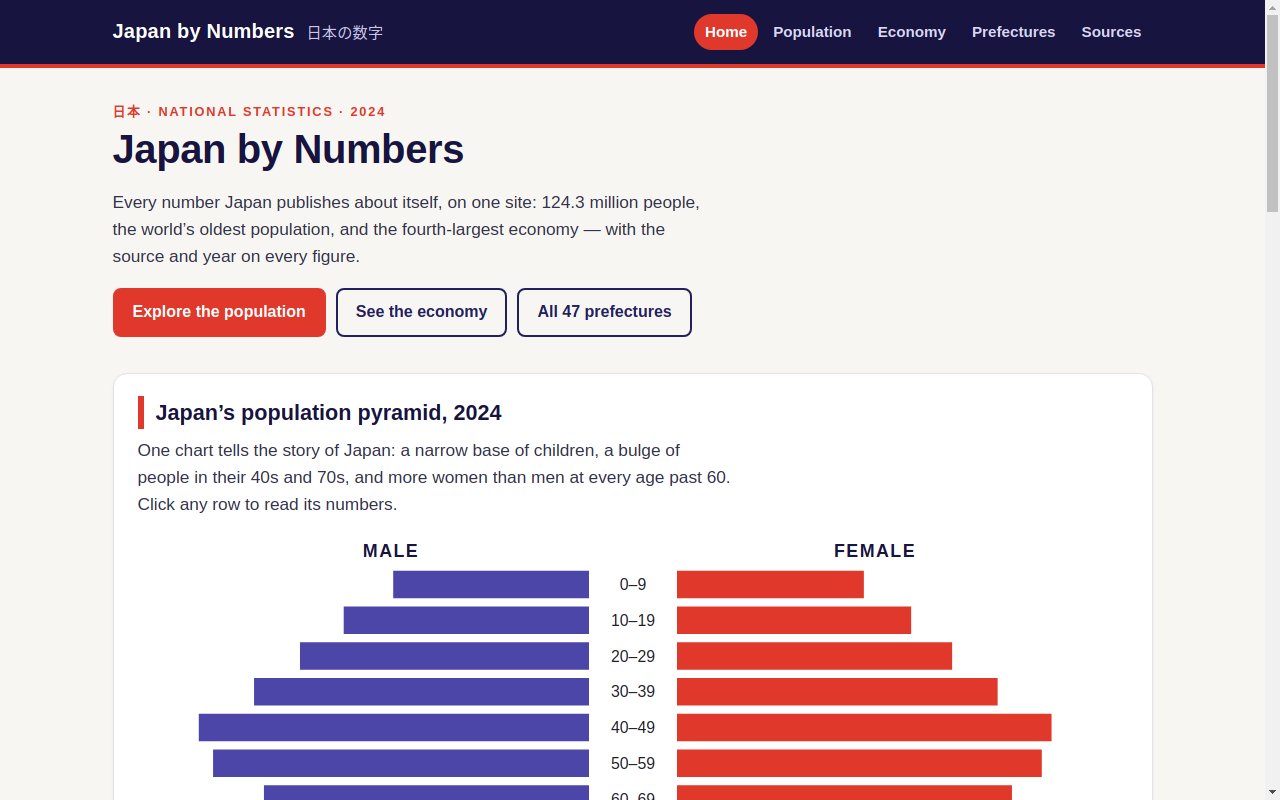 Japan by Numbers 日本の数字
Home Population Economy Prefectures Sources
日本 · NATIONAL STATISTICS · 2024
Japan by Numbers
Every number Japan publishes about itself, on one site: 124.3 million people,
the world’s oldest population, and the fourth-largest economy — with the
source and year on every figure.
Explore the population
See the economy
All 47 prefectures
Japan’s population pyramid, 2024
One chart tells the story of Japan: a narrow base of children, a bulge of
people in their 40s and 70s, and more women than men at every age past 60.
Click any row to read its numbers.
MALE FEMALE
0–9
10–19
20–29
30–39
40–49
50–59
60–69